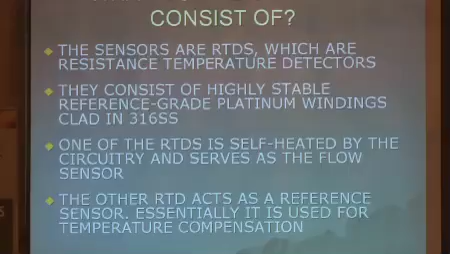 CONSIST OF?
THE SENSORS ARE RTDS, WHICH ARE
RESISTANCE TEMPERATURE DETECTORS
THEY CONSIST OF HIGHLY STABLE
REFERENCE-GRADE PLATINUM WINDINGS
CLAD IN 316SS
ONE OF THE RTDS IS SELF-HEATED BY THE
CIRCUITRY AND SERVES AS THE FLOW
SENSOR
THE OTHER RTD ACTS AS A REFERENCE
SENSOR. ESSENTIALLY IT IS USED FOR
TEMPERATURE COMPENSATION